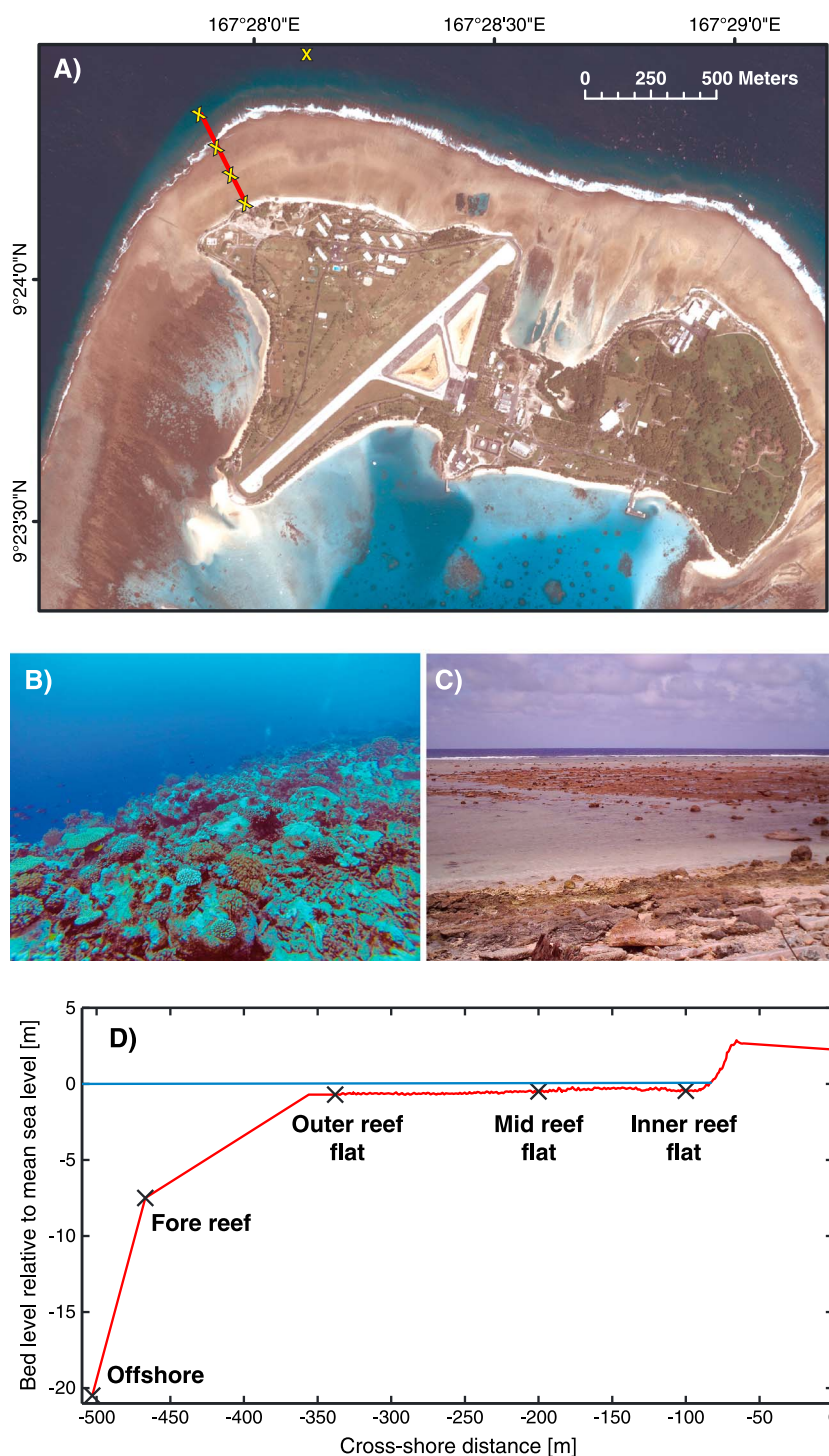 167°28'0"E 167°28'30"E 167°29'0"E
A)
X
0 250 500 Meters
X
X
X
X
9°24'0"N
9°23'30"N
B)
C)
5
D)
0
Outer reef
flat
Mid reef
flat
Inner reef
flat
-5
Fore reef
-10
-15
Offshore
-20
-500 -450 -400 -350 -300 -250 -200 -150 -100 -50 0
Bed level relative to mean sea level [m]
Cross-shore distance [m]